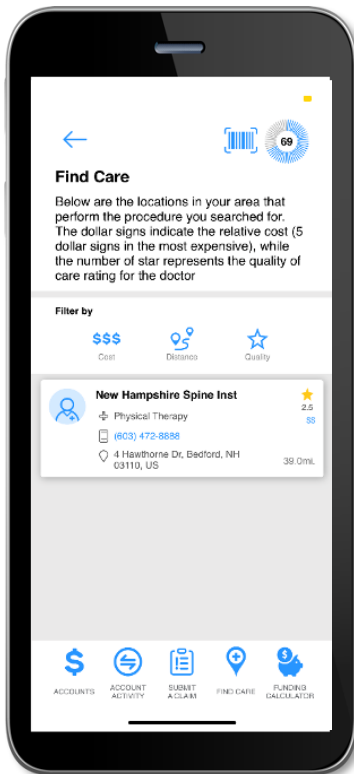 69
Find Care
Below are the locations in your area that
perform the procedure you searched for.
The dollar signs indicate the relative cost (5
dollar signs in the most expensive), while
the number of star represents the quality of
care rating for the doctor
Filter by
$$$
Cost
Distance
Quality
New Hampshire Spine Inst
2.5
Physical Therapy
$$
(603) 472-8888
4 Hawthorne Dr, Bedford, NH
03110, US
39.0mi.
ACCOUNTS
ACCOUNT
ACTIVITY
SUBMIT
A CLAIM
FIND CARE
FUNDING
CALCULATOR